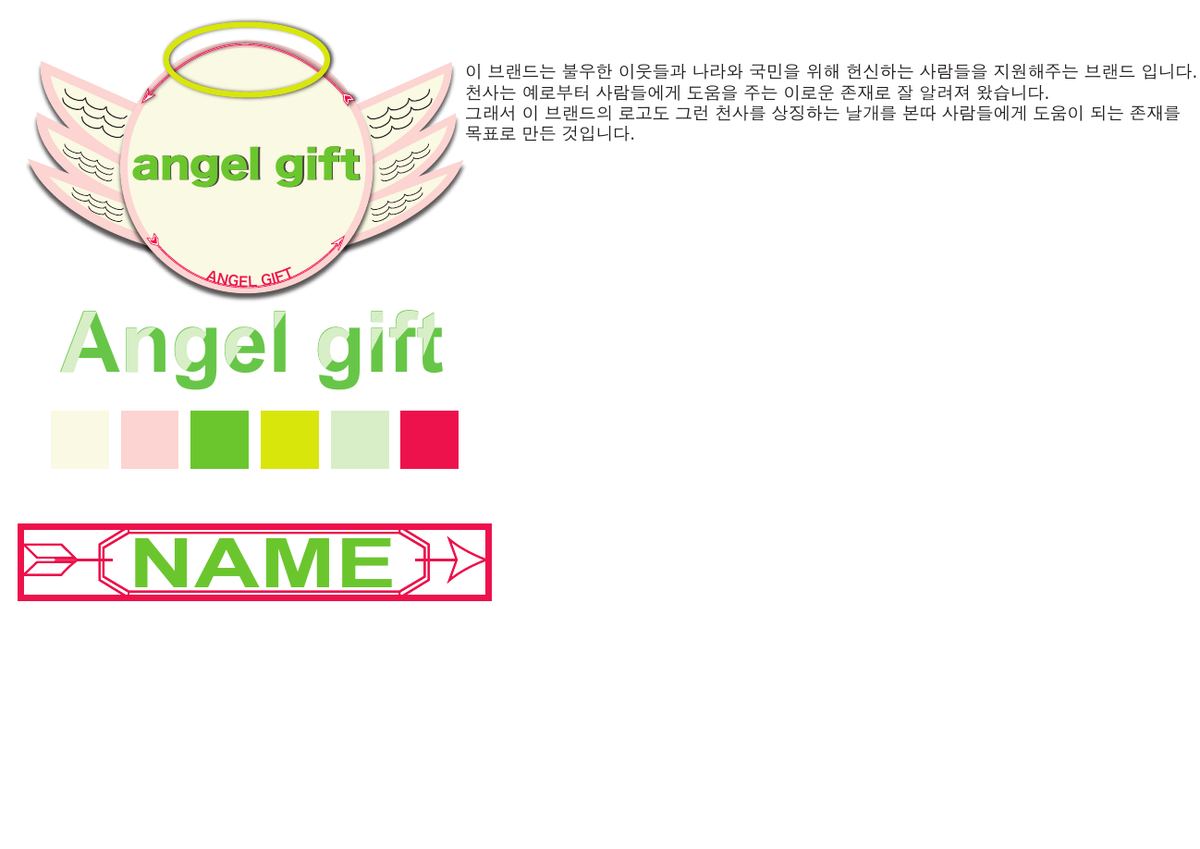 angel gift
ANGEL GIFT
이 브랜드는 불우한 이웃들과 나라와 국민을 위해 헌신하는 사람들을 지원해주는 브랜드 입니다.
천사는 예로부터 사람들에게 도움을 주는 이로운 존재로 잘 알려져 왔습니다.
그래서 이 브랜드의 로고도 그런 천사를 상징하는 날개를 본따 사람들에게 도움이 되는 존재를
목표로 만든 것입니다.
Angel gift
NAME